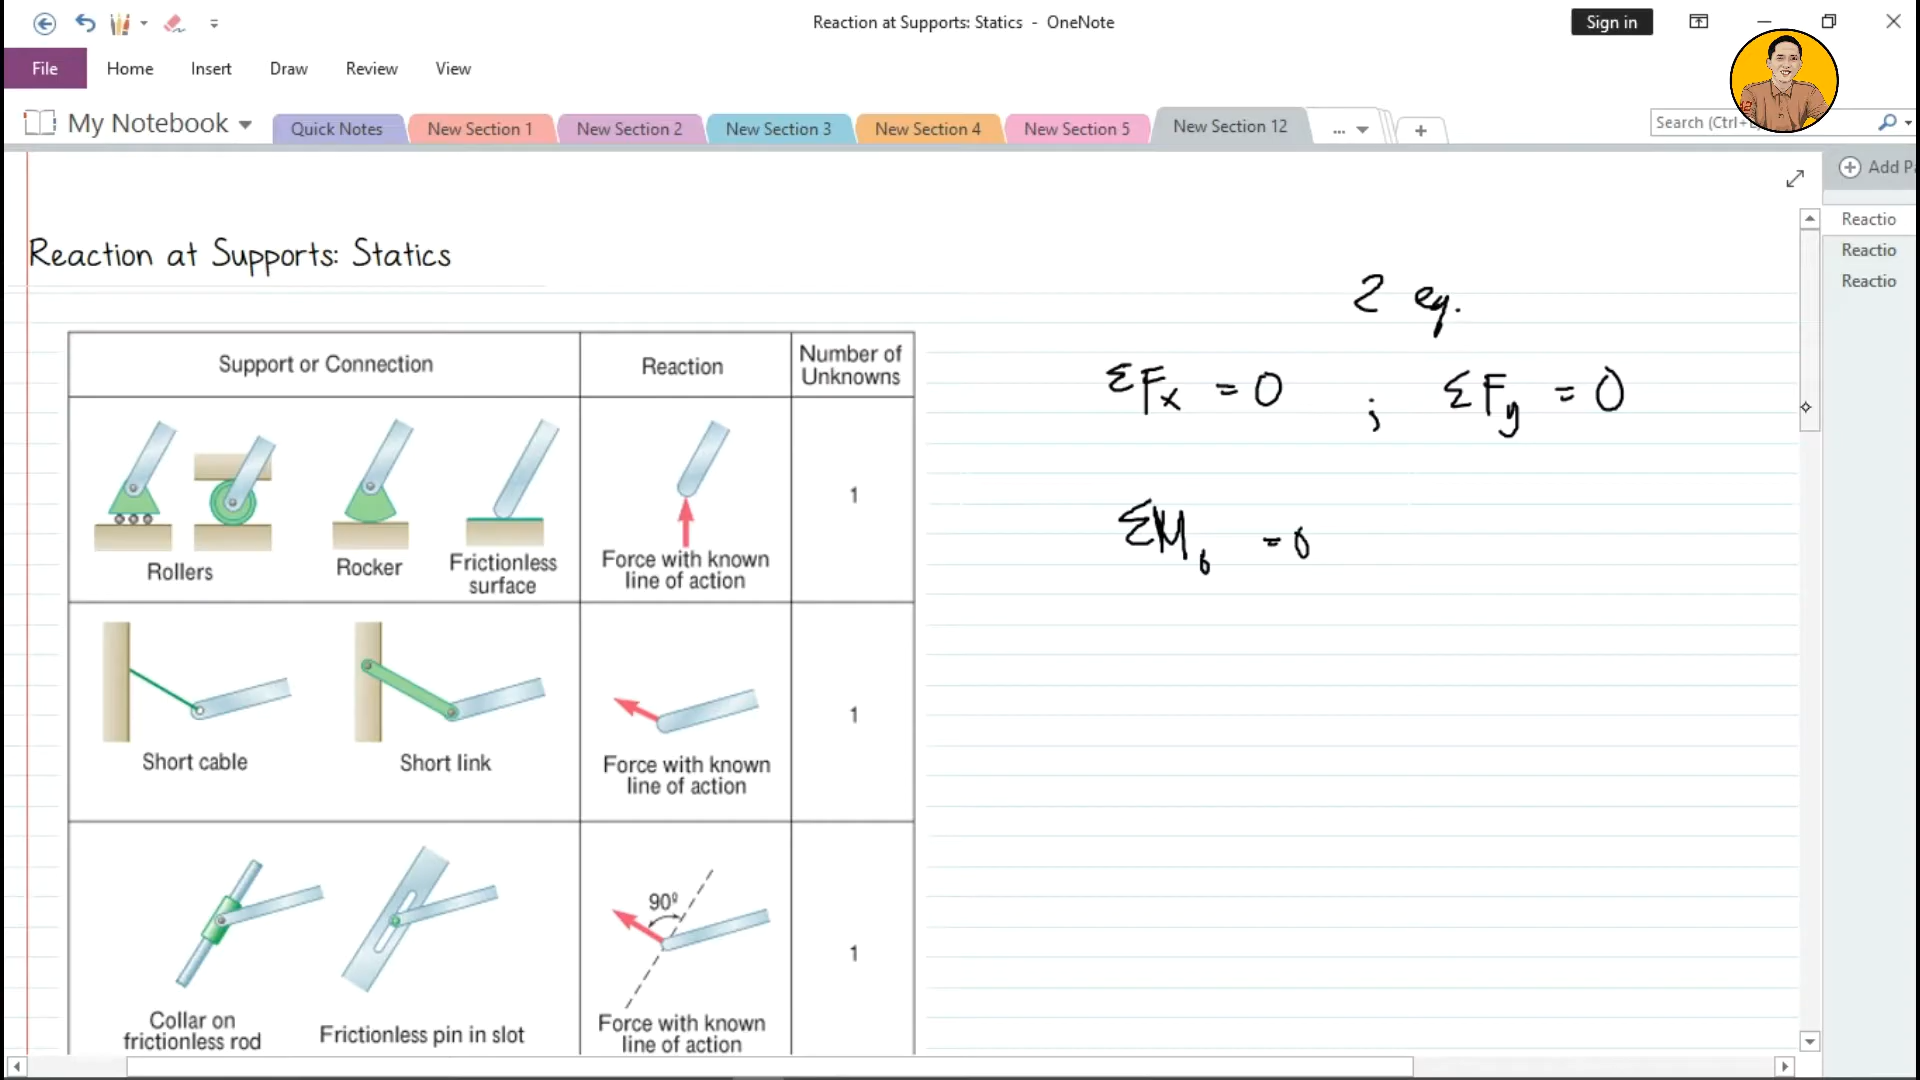 Reaction at Supports: Statics - OneNote
Sign in
File Home Insert Draw Review View
My Notebook
Quick Notes New Section 1 New Section 2 New Section 3 New Section 4 New Section 5 New Section 12 ... +
Search (Ctrl+
Add P
Reactio
Reactio
Reactio
Reaction at Supports: Statics
Support or Connection
Reaction
Number of
Unknowns
Rollers
Rocker
Frictionless
surface
Force with known
line of action
1
Short cable
Short link
Force with known
line of action
1
Collar on
frictionless rod
Frictionless pin in slot
90º
Force with known
line of action
1
2 eq.
ΣFx = 0 ; ΣFy = 0
ΣM = 0